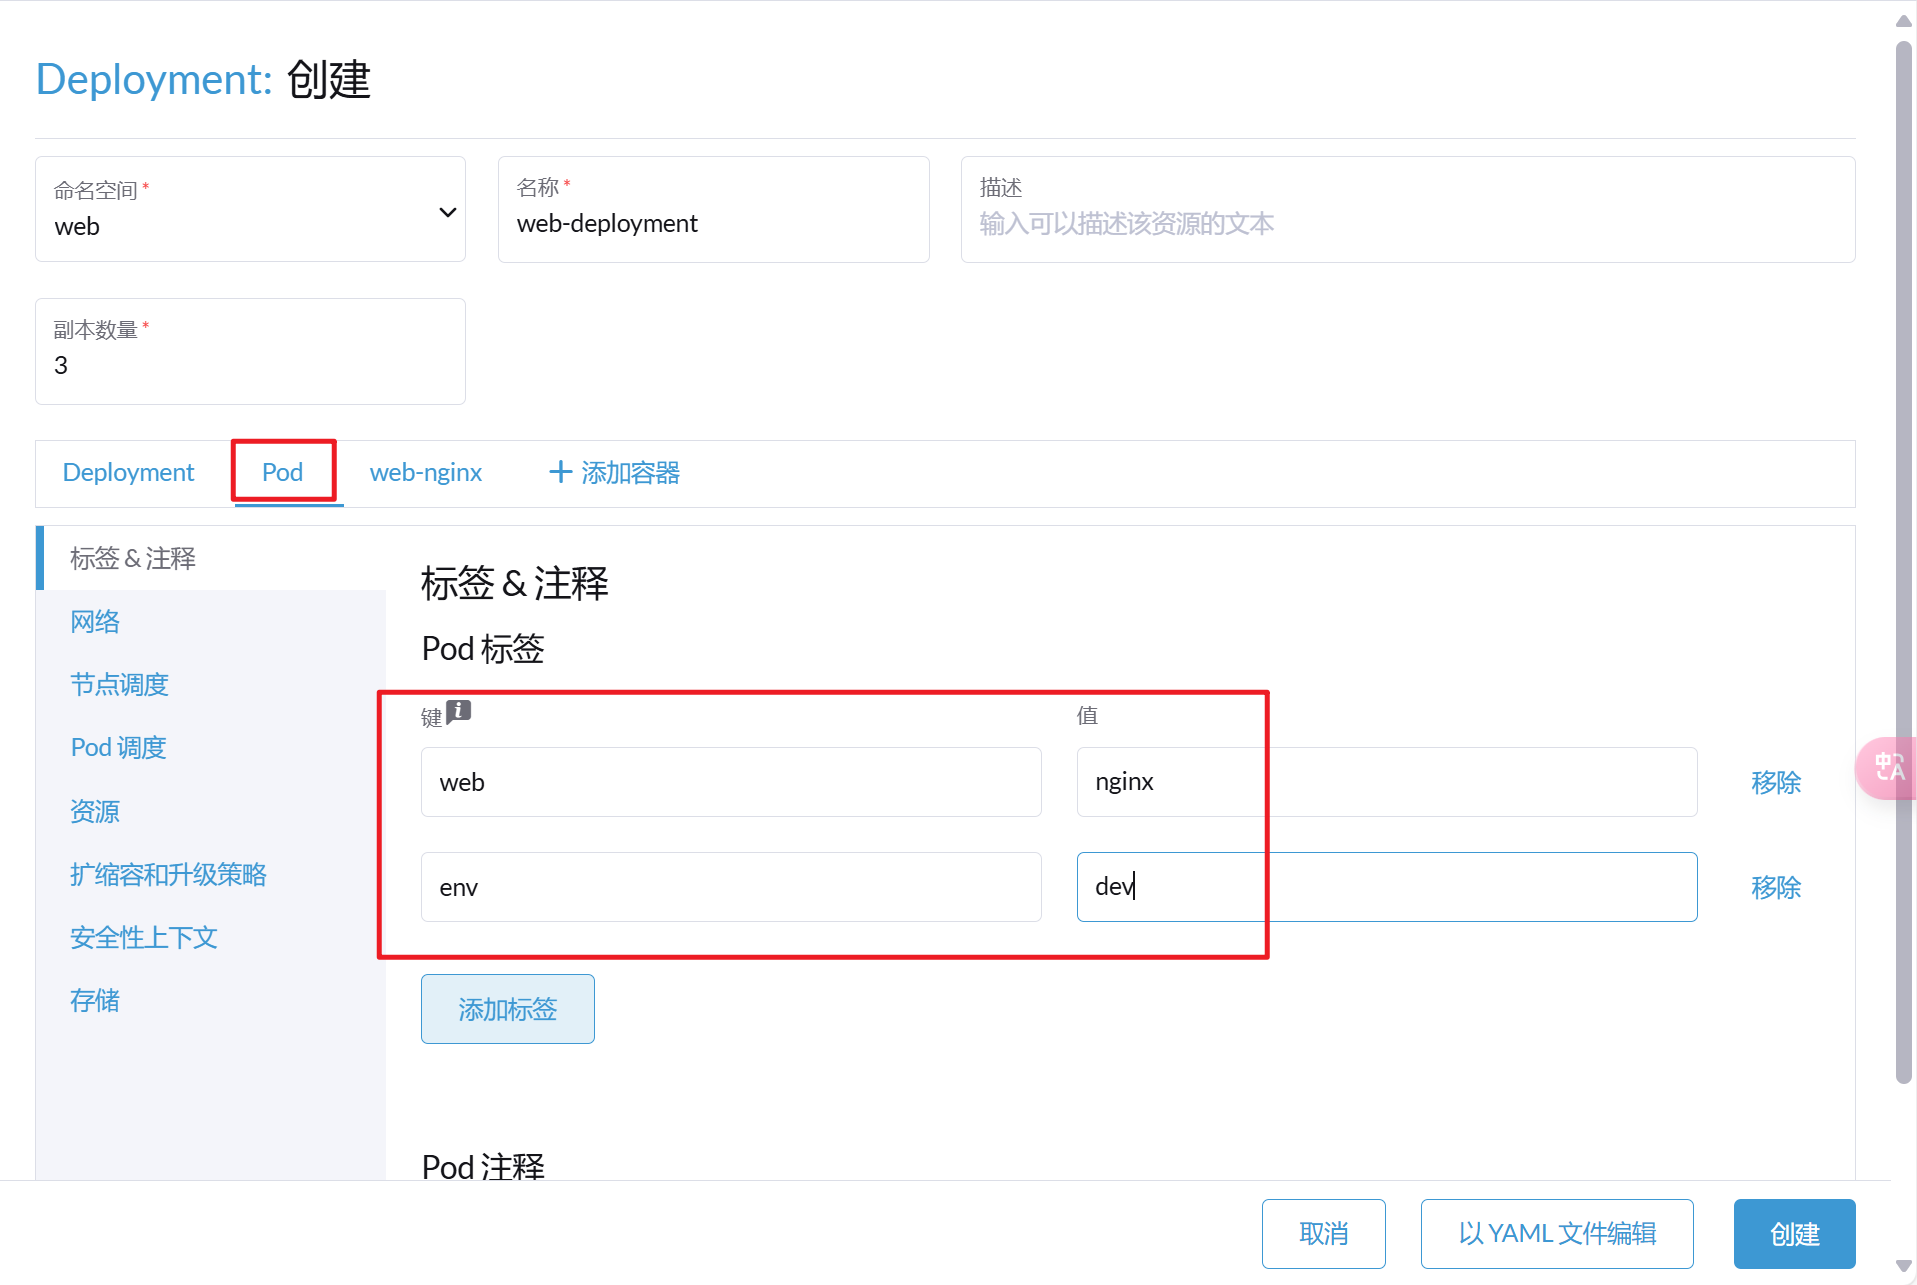 Deployment: 创建
命名空间 *
web
名称 *
web-deployment
描述
输入可以描述该资源的文本
副本数量 *
3
Deployment
Pod
web-nginx
+ 添加容器
标签 & 注释
网络
节点调度
Pod 调度
资源
扩缩容和升级策略
安全性上下文
存储
标签 & 注释
Pod 标签
键 i
值
web
nginx
移除
env
dev
移除
添加标签
Pod 注释
中A
取消
以 YAML 文件编辑
创建